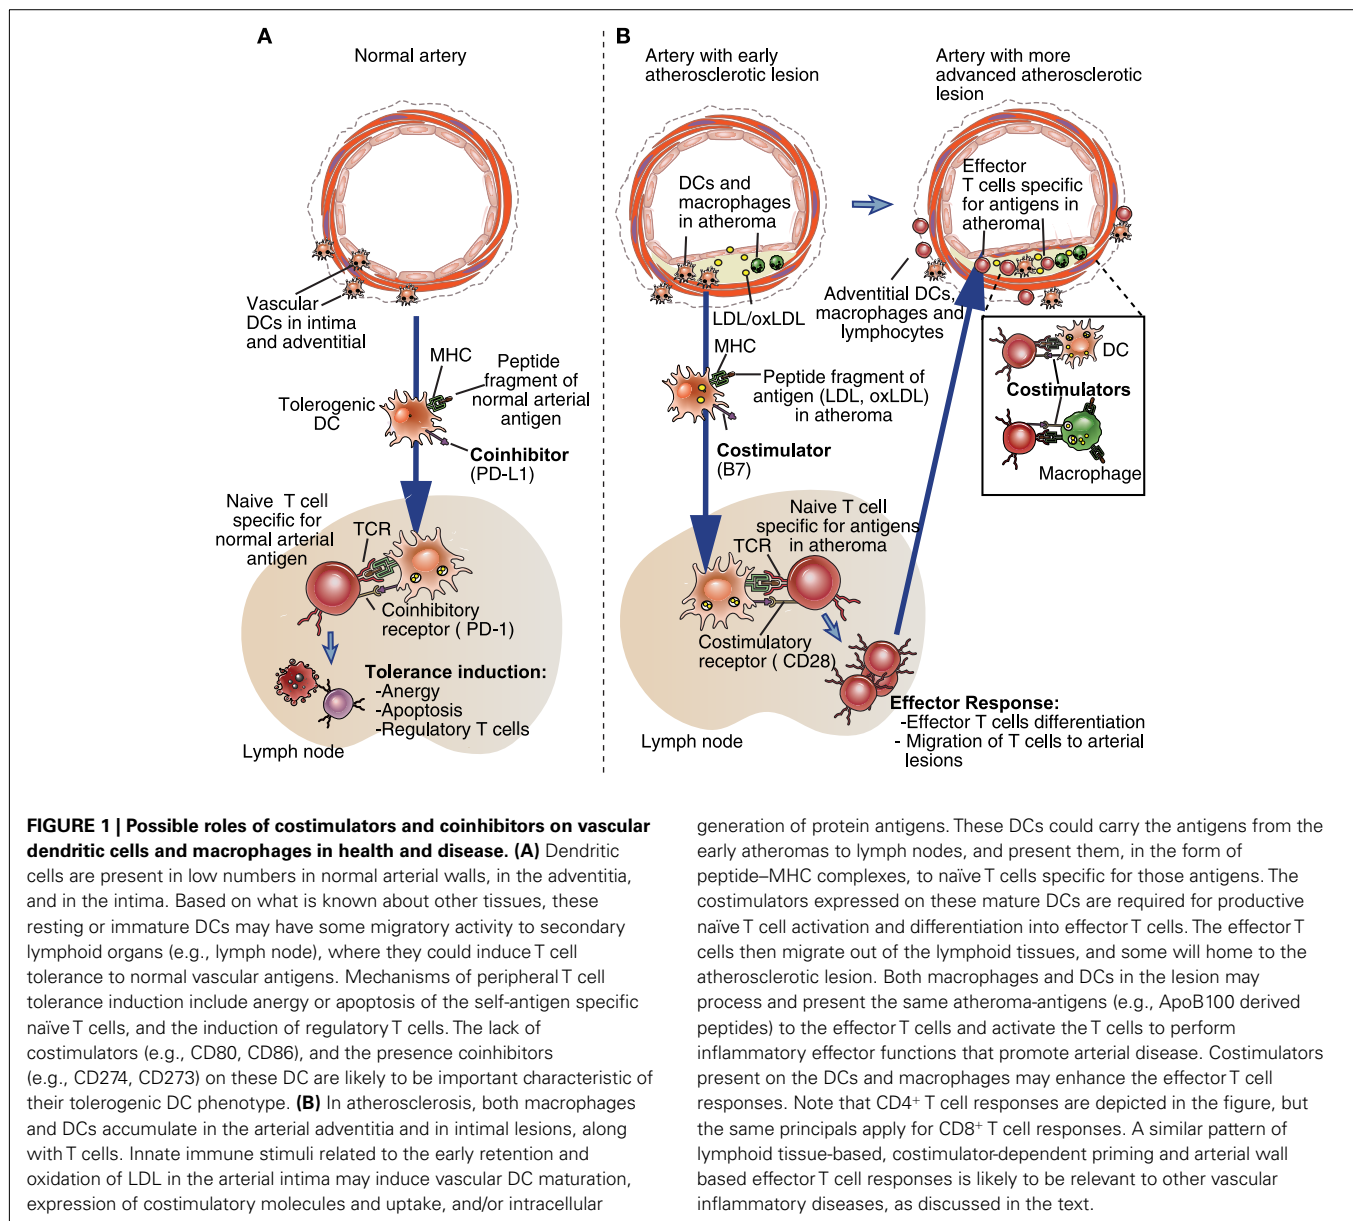 A
Normal artery
Vascular
DCs in intima
and adventitial
MHC
Peptide
fragment of
normal arterial
antigen
Tolerogenic
DC
Coinhibitor
(PD-L1)
Naive T cell
specific for
normal arterial
antigen
TCR
Coinhibitory
receptor ( PD-1)
Tolerance induction:
-Anergy
-Apoptosis
-Regulatory T cells
Lymph node
B
Artery with early
atherosclerotic lesion
DCs and
macrophages
in atheroma
LDL/oxLDL
MHC
Peptide fragment of
antigen (LDL, oxLDL)
in atheroma
Costimulator
(B7)
Naive T cell
specific for antigens
in atheroma
TCR
Costimulatory
receptor ( CD28)
Lymph node
Effector Response:
-Effector T cells differentiation
- Migration of T cells to arterial
lesions
Artery with more
advanced atherosclerotic
lesion
Effector
T cells specific
for antigens in
atheroma
Adventitial DCs,
macrophages and
lymphocytes
DC
Costimulators
Macrophage
FIGURE 1 | Possible roles of costimulators and coinhibitors on vascular
dendritic cells and macrophages in health and disease. (A) Dendritic
cells are present in low numbers in normal arterial walls, in the adventitia,
and in the intima. Based on what is known about other tissues, these
resting or immature DCs may have some migratory activity to secondary
lymphoid organs (e.g., lymph node), where they could induce T cell
tolerance to normal vascular antigens. Mechanisms of peripheral T cell
tolerance induction include anergy or apoptosis of the self-antigen specific
naïve T cells, and the induction of regulatory T cells. The lack of
costimulators (e.g., CD80, CD86), and the presence coinhibitors
(e.g., CD274, CD273) on these DC are likely to be important characteristic of
their tolerogenic DC phenotype. (B) In atherosclerosis, both macrophages
and DCs accumulate in the arterial adventitia and in intimal lesions, along
with T cells. Innate immune stimuli related to the early retention and
oxidation of LDL in the arterial intima may induce vascular DC maturation,
expression of costimulatory molecules and uptake, and/or intracellular
generation of protein antigens. These DCs could carry the antigens from the
early atheromas to lymph nodes, and present them, in the form of
peptide–MHC complexes, to naïve T cells specific for those antigens. The
costimulators expressed on these mature DCs are required for productive
naïve T cell activation and differentiation into effector T cells. The effector T
cells then migrate out of the lymphoid tissues, and some will home to the
atherosclerotic lesion. Both macrophages and DCs in the lesion may
process and present the same atheroma-antigens (e.g., ApoB100 derived
peptides) to the effector T cells and activate the T cells to perform
inflammatory effector functions that promote arterial disease. Costimulators
present on the DCs and macrophages may enhance the effector T cell
responses. Note that CD4⁺ T cell responses are depicted in the figure, but
the same principals apply for CD8⁺ T cell responses. A similar pattern of
lymphoid tissue-based, costimulator-dependent priming and arterial wall
based effector T cell responses is likely to be relevant to other vascular
inflammatory diseases, as discussed in the text.